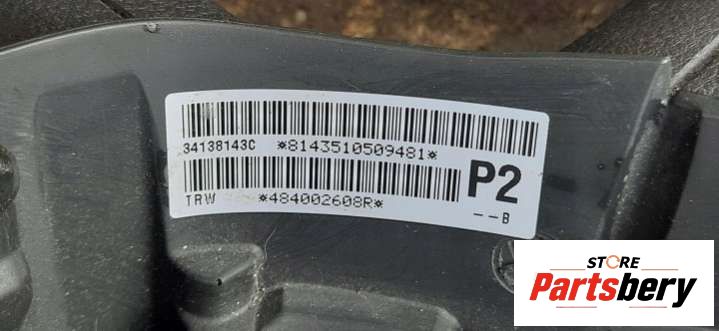 34138143C *8143510509481*
P2
TRW *484002608R*
--B
STORE
Partsbery